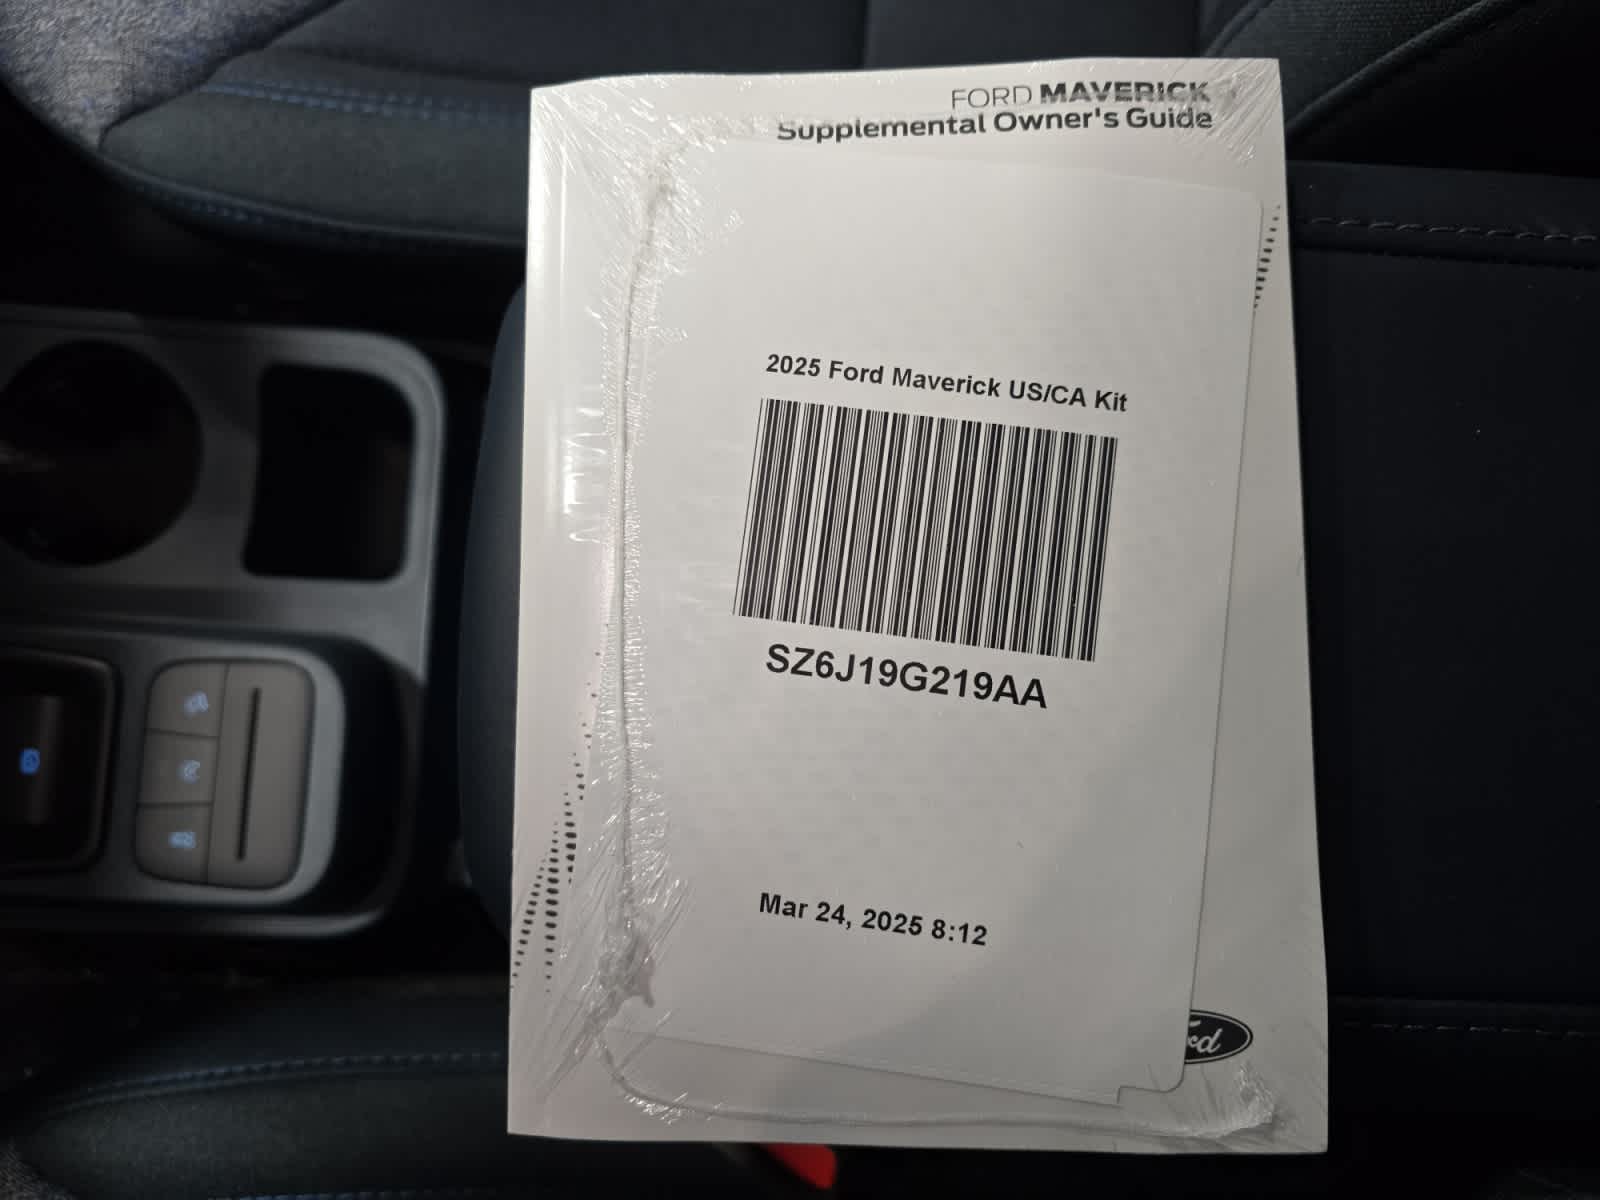 FORD MAVERICK
Supplemental Owner's Guide
2025 Ford Maverick US/CA Kit
SZ6J19G219AA
Mar 24, 2025 8:12